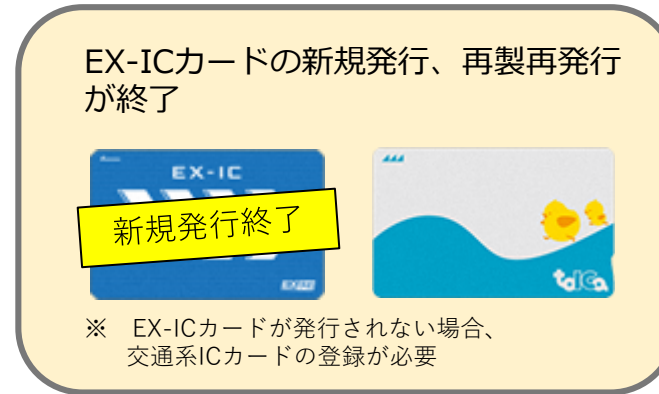 EX-ICカードの新規発行、再製再発行
が終了
EX-IC
新規発行終了
toICa
※ EX-ICカードが発行されない場合、
交通系ICカードの登録が必要